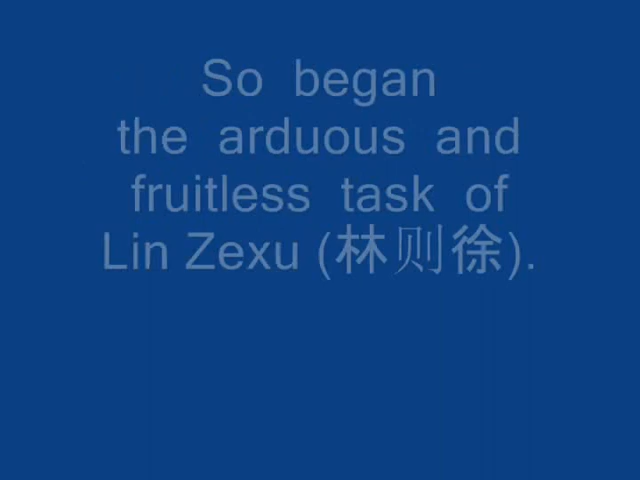 So began
the arduous and
fruitless task of
Lin Zexu (林则徐).